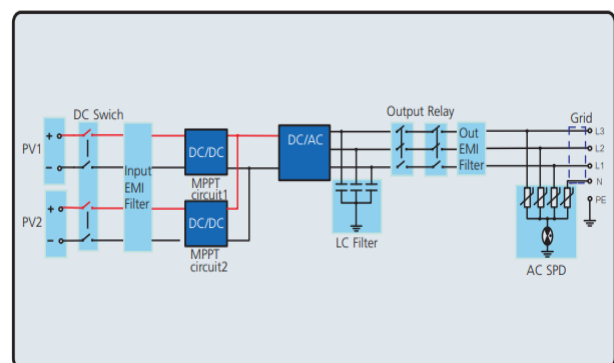 DC Swich
Output Relay
Grid
PV1
+
−
Input
EMI
Filter
DC/DC
MPPT
circuit1
DC/AC
Out
EMI
Filter
L3
L2
L1
N
PE
PV2
+
−
DC/DC
MPPT
circuit2
LC Filter
AC SPD